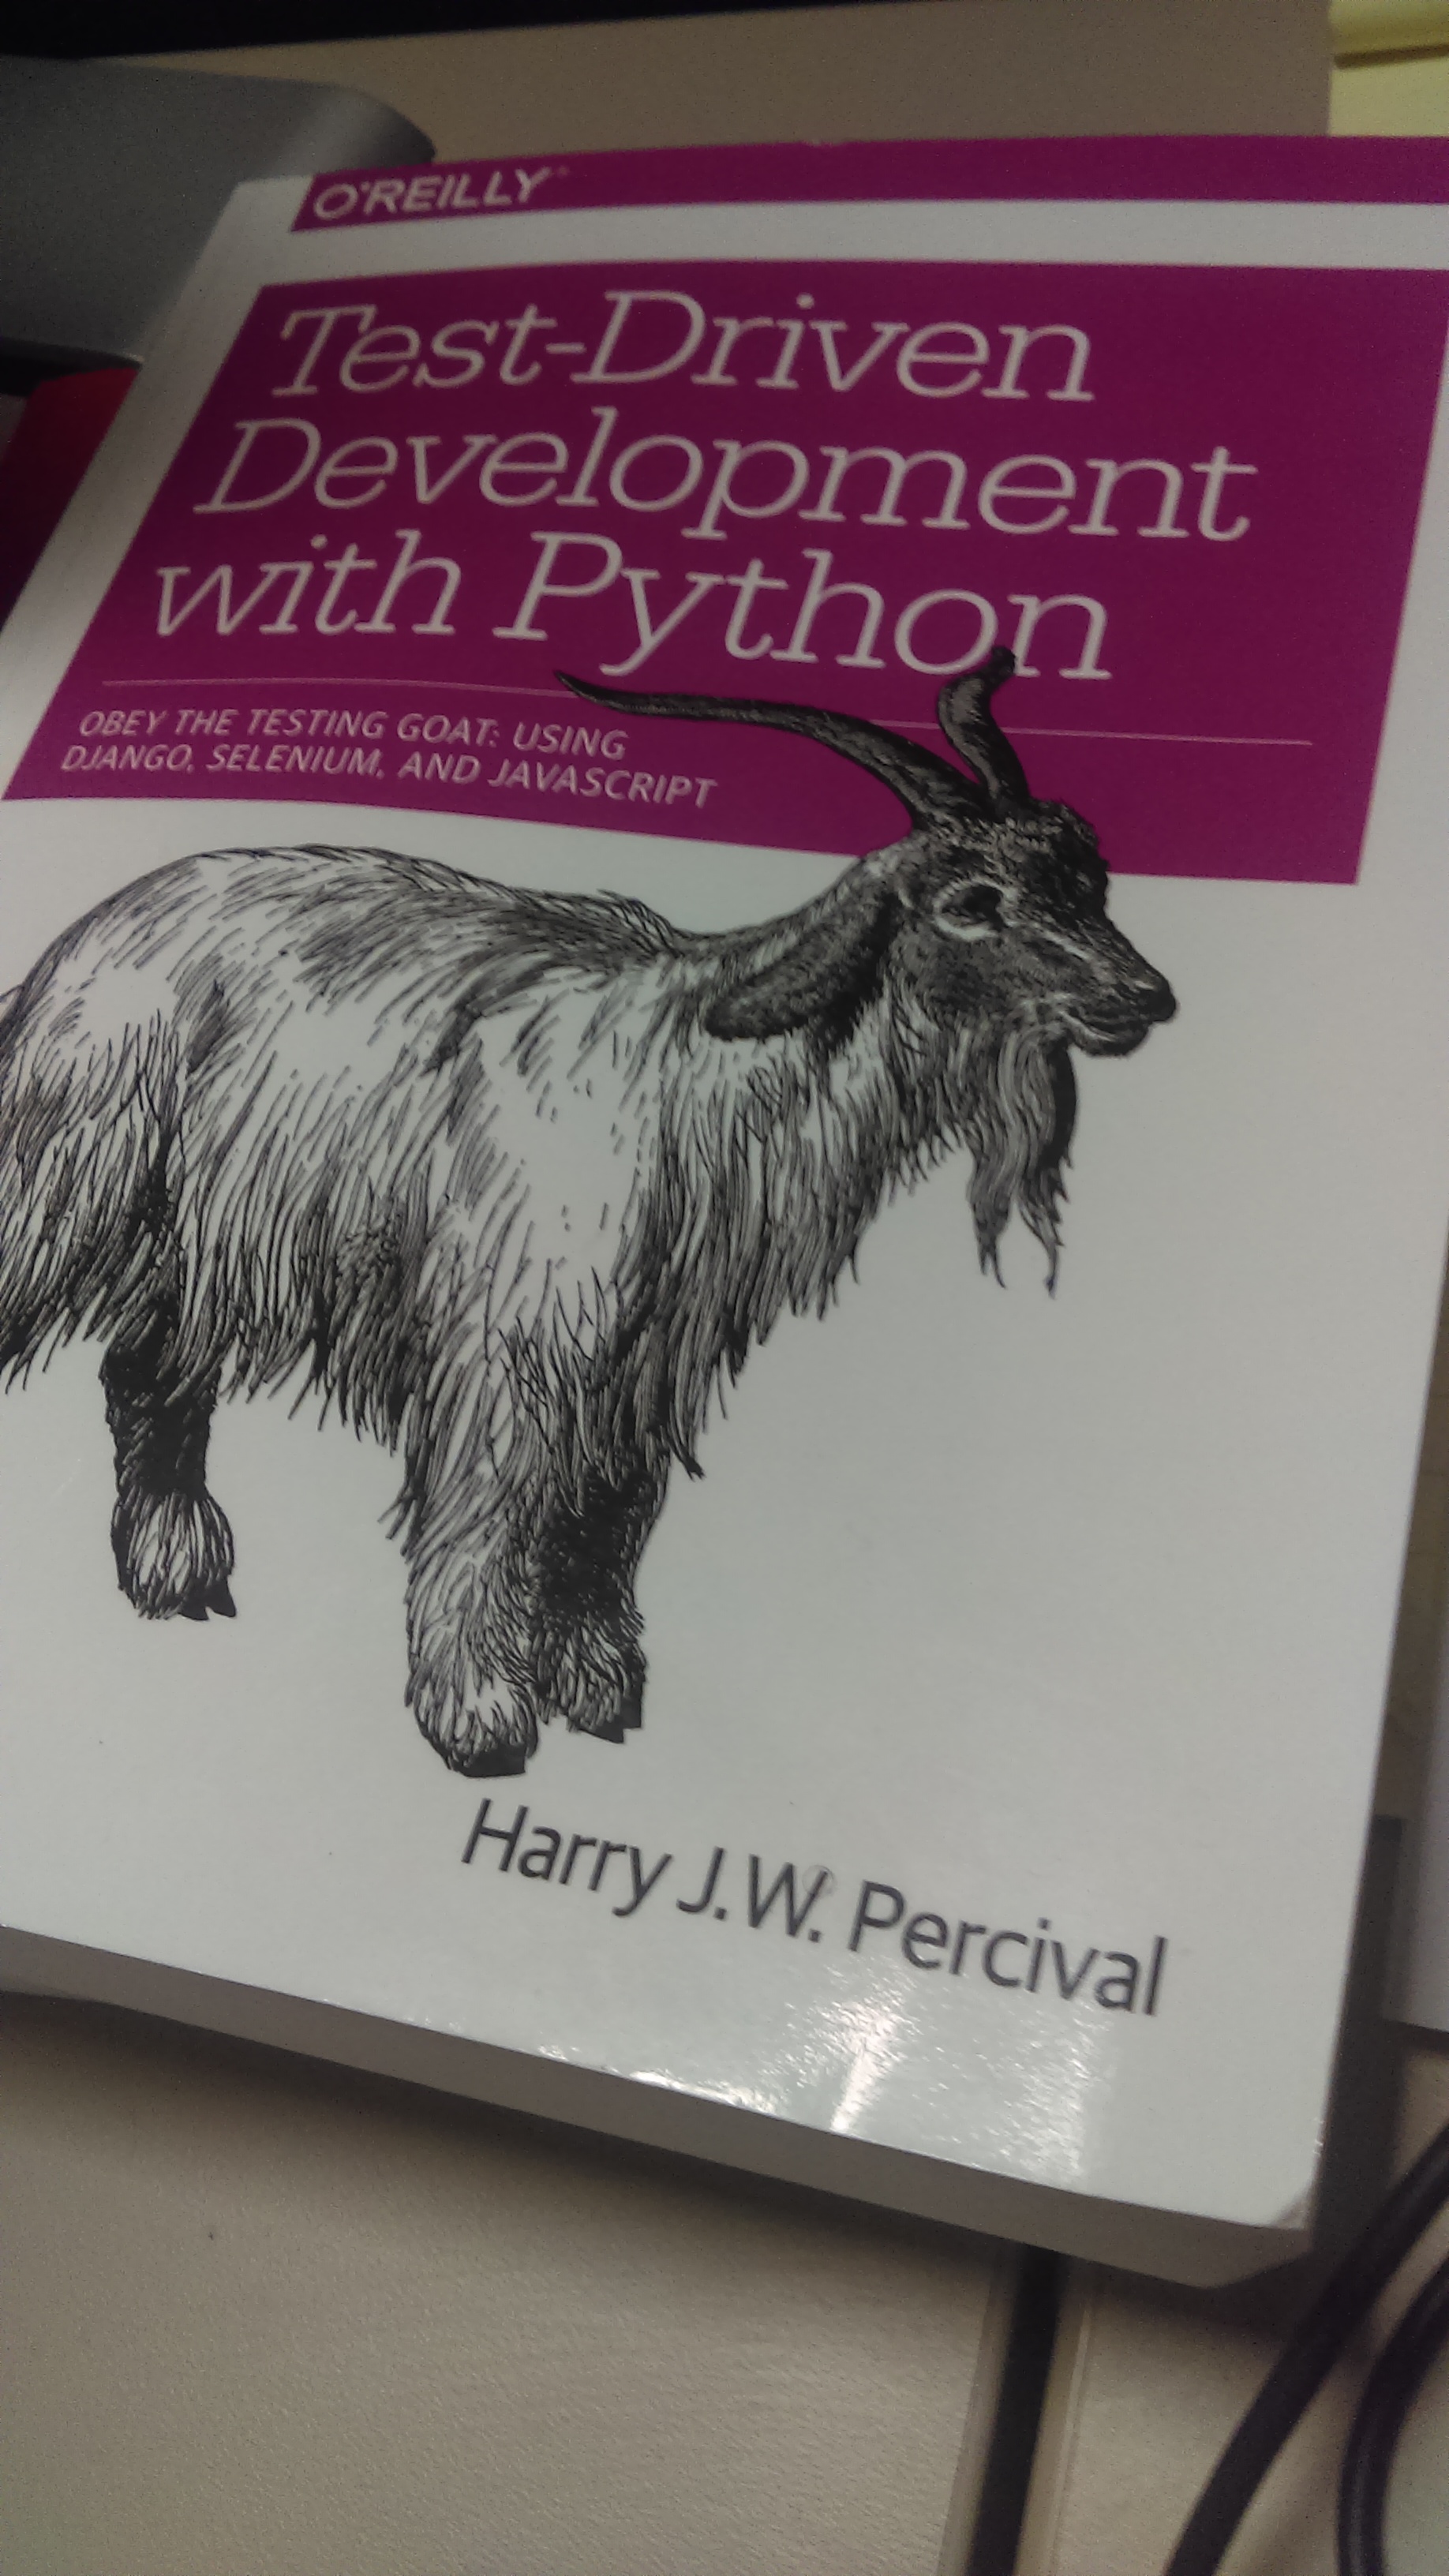 O'REILLY®
Test-Driven
Development
with Python
OBEY THE TESTING GOAT: USING
DJANGO, SELENIUM, AND JAVASCRIPT
Harry J.W. Percival